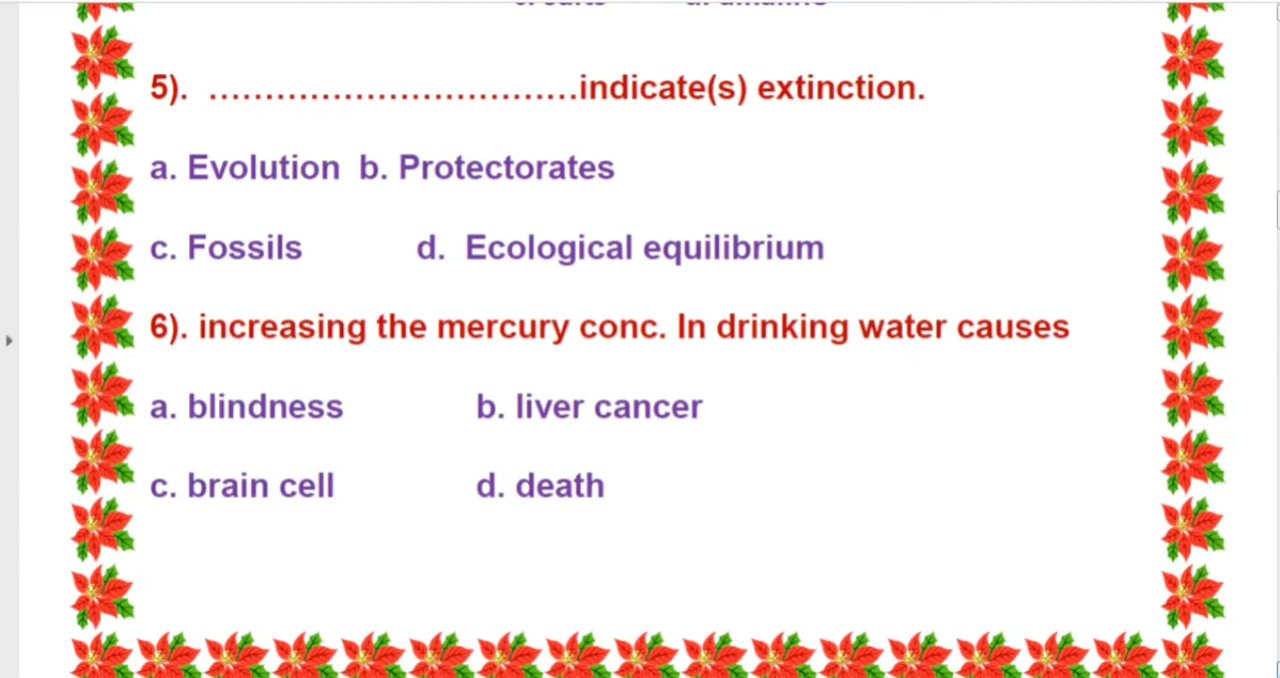 5). .................................indicate(s) extinction.
a. Evolution b. Protectorates
c. Fossils d. Ecological equilibrium
6). increasing the mercury conc. In drinking water causes
a. blindness b. liver cancer
c. brain cell d. death